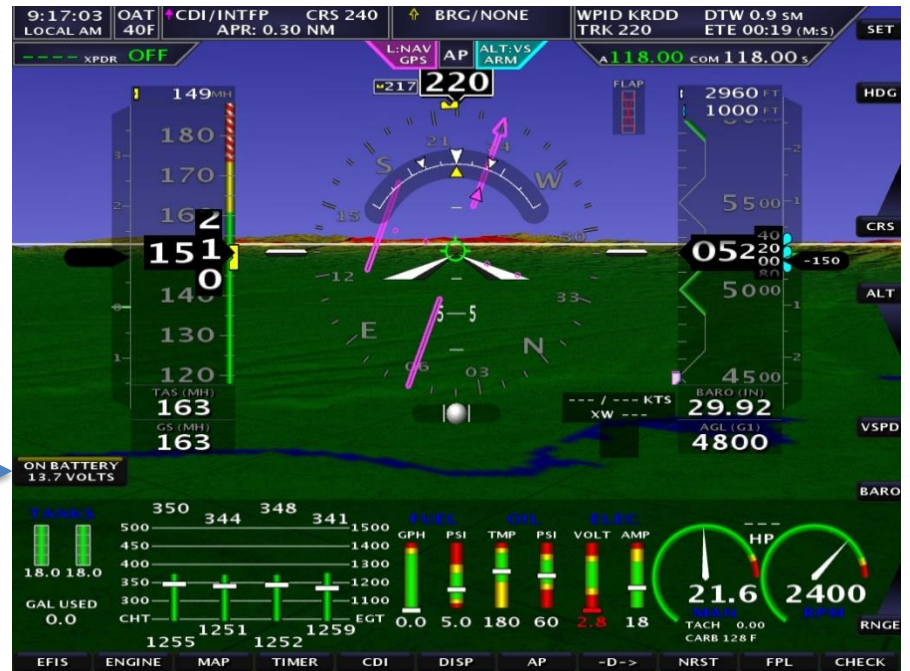 9:17:03 OAT CDI/INTFP CRS 240 BRG/NONE WPID KRDD DTW 0.9 SM SET
LOCAL AM 40F APR: 0.30 NM TRK 220 ETE 00:19 (M:S)
---- XPDR OFF L:NAV AP ALT:VS A118.00 COM 118.00 S
GPS ARM
217 220 FLAP
149 MH 2960 FT HDG
1000 FT
180
21 24
170 S W 5500
160 15
30 CRS
151 05220 -150
12
140 5000 ALT
33
130 E 5 5 N
120 06 03 4500
TAS (MH) --- / --- KTS BARO (IN)
163 XW --- 29.92
GS (MH) AGL (G1) VSPD
163 4800
ON BATTERY
13.7 VOLTS BARO
TANKS 350 344 348 341 FUEL OIL ELEC ---
500 1500 GPH PSI TMP PSI VOLT AMP HP
450 1400
400 1300
18.0 18.0 350 1200
300 1100 21.6 2400
GAL USED CHT EGT 0.0 5.0 180 60 2.8 18 MAN RPM
0.0 1255 1251 1252 1259 TACH 0.00 RNGE
CARB 128 F
EFIS ENGINE MAP TIMER CDI DISP AP -D-> NRST FPL CHECK